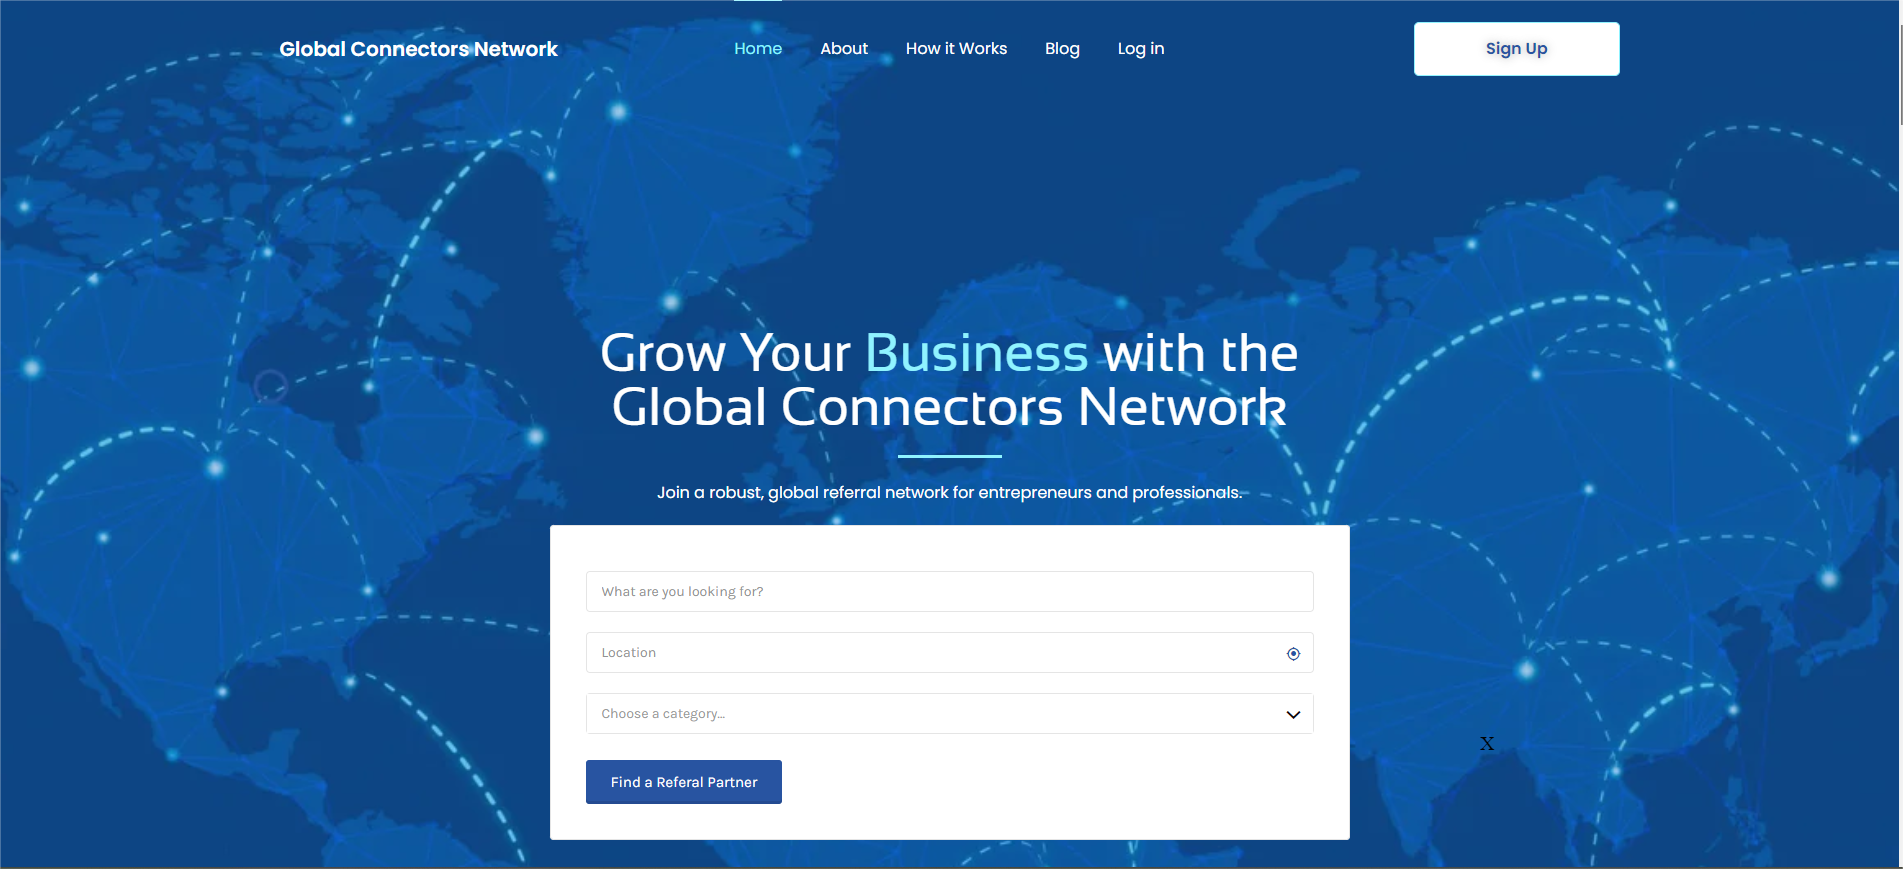 Global Connectors Network
Home About How it Works Blog Log in
Sign Up
Grow Your Business with the
Global Connectors Network
Join a robust, global referral network for entrepreneurs and professionals.
What are you looking for?
Location
Choose a category...
X
Find a Referal Partner